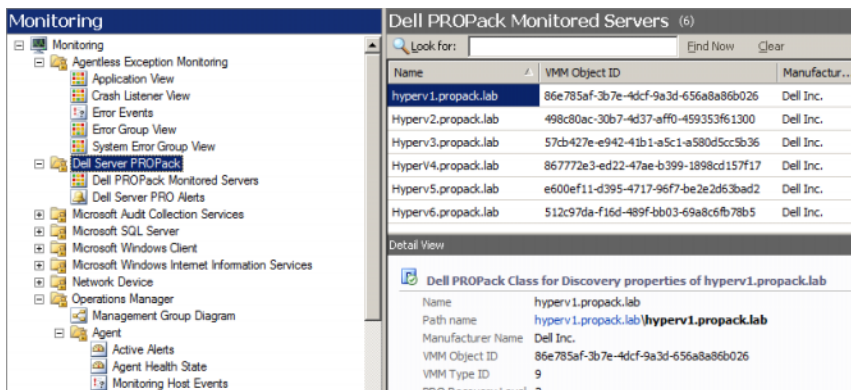 Monitoring
Monitoring
Agentless Exception Monitoring
Application View
Crash Listener View
Error Events
Error Group View
System Error Group View
Dell Server PROPack
Dell PROPack Monitored Servers
Dell Server PRO Alerts
Microsoft Audit Collection Services
Microsoft SQL Server
Microsoft Windows Client
Microsoft Windows Internet Information Services
Network Device
Operations Manager
Management Group Diagram
Agent
Active Alerts
Agent Health State
Monitoring Host Events
Dell PROPack Monitored Servers (6)
Look for: Find Now Clear
Name VMM Object ID Manufactur...
hyperv1.propack.lab 86e785af-3b7e-4dcf-9a3d-656a8a86b026 Dell Inc.
Hyperv2.propack.lab 498c80ac-30b7-4d37-aff0-459353f61300 Dell Inc.
Hyperv3.propack.lab 57cb427e-e942-41b1-a5c1-a580d5cc5b36 Dell Inc.
HyperV4.propack.lab 867772e3-ed22-47ae-b399-1898cd157f17 Dell Inc.
Hyperv5.propack.lab e600ef11-d395-4717-96f7-be2e2d63bad2 Dell Inc.
Hyperv6.propack.lab 512c97da-f16d-489f-bb03-69a8c6fb78b5 Dell Inc.
Detail View
Dell PROPack Class for Discovery properties of hyperv1.propack.lab
Name hyperv1.propack.lab
Path name hyperv1.propack.lab\hyperv1.propack.lab
Manufacturer Name Dell Inc.
VMM Object ID 86e785af-3b7e-4dcf-9a3d-656a8a86b026
VMM Type ID 9